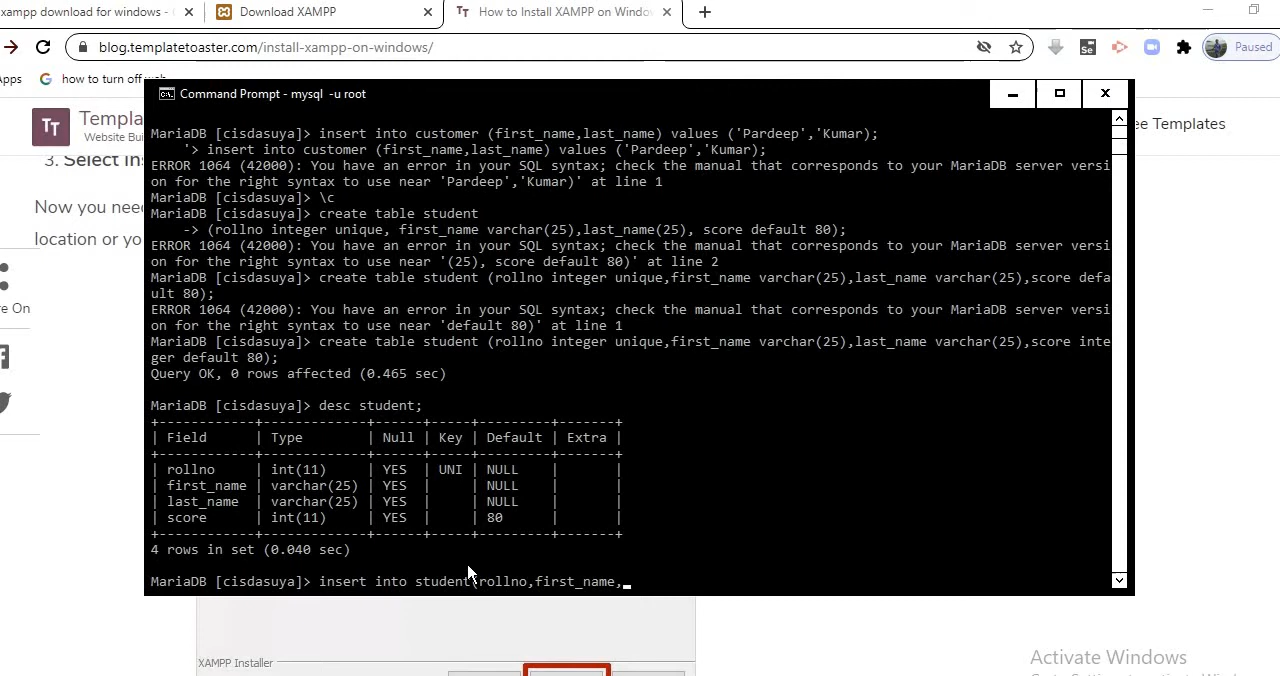 xampp download for windows -
Download XAMPP
How to Install XAMPP on Windo
blog.templatetoaster.com/install-xampp-on-windows/
Se
Paused
Apps
how to turn off web
Command Prompt - mysql  -u root
TT
Templa
Website Bui
ee Templates
3. Select Ins
Now you need
location or yo
re On
MariaDB [cisdasuya]> insert into customer (first_name,last_name) values ('Pardeep','Kumar);
    '> insert into customer (first_name,last_name) values ('Pardeep','Kumar);
ERROR 1064 (42000): You have an error in your SQL syntax; check the manual that corresponds to your MariaDB server versi
on for the right syntax to use near 'Pardeep','Kumar)' at line 1
MariaDB [cisdasuya]> \c
MariaDB [cisdasuya]> create table student
    -> (rollno integer unique, first_name varchar(25),last_name(25), score default 80);
ERROR 1064 (42000): You have an error in your SQL syntax; check the manual that corresponds to your MariaDB server versi
on for the right syntax to use near '(25), score default 80)' at line 2
MariaDB [cisdasuya]> create table student (rollno integer unique,first_name varchar(25),last_name varchar(25),score defa
ult 80);
ERROR 1064 (42000): You have an error in your SQL syntax; check the manual that corresponds to your MariaDB server versi
on for the right syntax to use near 'default 80)' at line 1
MariaDB [cisdasuya]> create table student (rollno integer unique,first_name varchar(25),last_name varchar(25),score inte
ger default 80);
Query OK, 0 rows affected (0.465 sec)
MariaDB [cisdasuya]> desc student;
+------------+-------------+------+-----+---------+-------+
| Field      | Type        | Null | Key | Default | Extra |
+------------+-------------+------+-----+---------+-------+
| rollno     | int(11)     | YES  | UNI | NULL    |       |
| first_name | varchar(25) | YES  |     | NULL    |       |
| last_name  | varchar(25) | YES  |     | NULL    |       |
| score      | int(11)     | YES  |     | 80      |       |
+------------+-------------+------+-----+---------+-------+
4 rows in set (0.040 sec)
MariaDB [cisdasuya]> insert into student(rollno,first_name,_
XAMPP Installer
Activate Windows